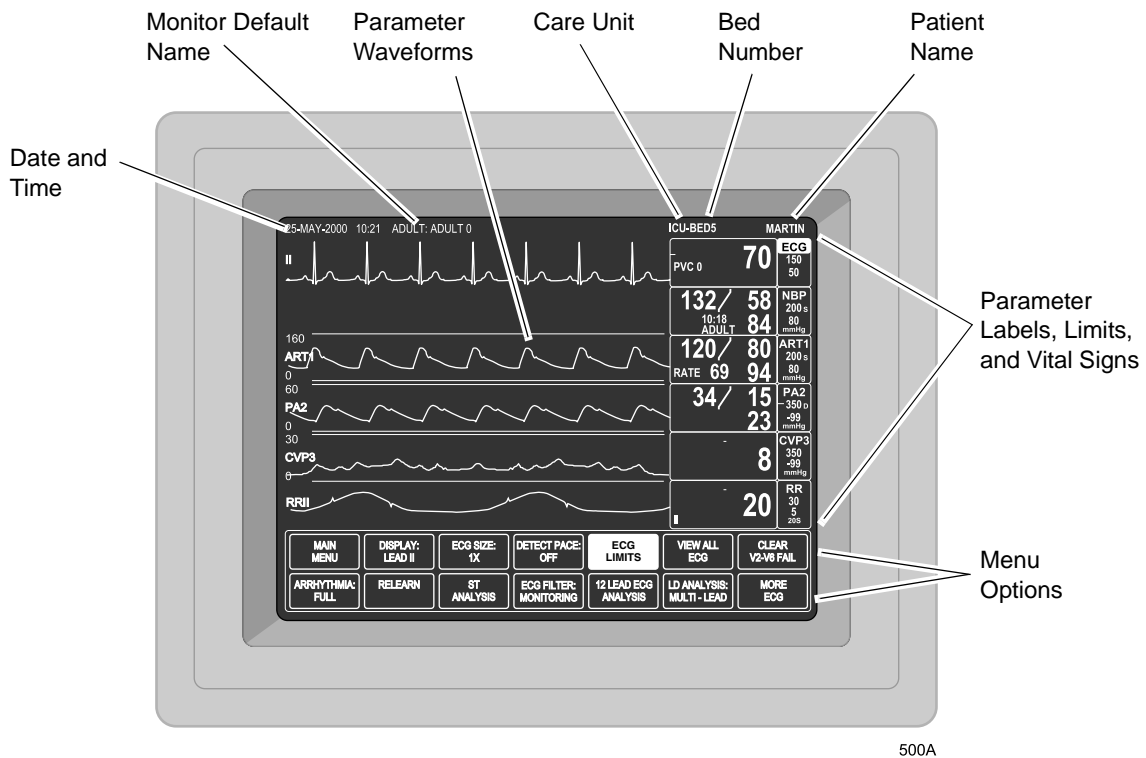 Monitor Default
Name
Parameter
Waveforms
Care Unit
Bed
Number
Patient
Name
Date and
Time
25-MAY-2000 10:21 ADULT: ADULT 0
ICU-BED5 MARTIN
II
PVC 0
70
ECG
150
50
132/ 58
10:18
ADULT
84
NBP
200 s
80
mmHg
160
ART1
0
120/ 80
RATE 69 94
ART1
200 s
80
mmHg
60
PA2
0
34/ 15
23
PA2
350 D
-99
mmHg
30
CVP3
0
8
CVP3
350
-99
mmHg
RRII
20
RR
30
5
20S
Parameter
Labels, Limits,
and Vital Signs
MAIN
MENU
DISPLAY:
LEAD II
ECG SIZE:
1X
DETECT PACE:
OFF
ECG
LIMITS
VIEW ALL
ECG
CLEAR
V2-V6 FAIL
ARRHYTHMIA:
FULL
RELEARN
ST
ANALYSIS
ECG FILTER:
MONITORING
12 LEAD ECG
ANALYSIS
LD ANALYSIS:
MULTI - LEAD
MORE
ECG
Menu
Options
500A